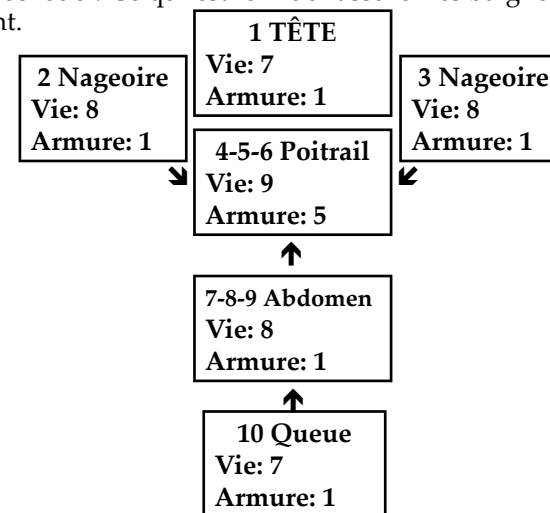 nt.
1 TÊTE
Vie: 7
Armure: 1
2 Nageoire
Vie: 8
Armure: 1
3 Nageoire
Vie: 8
Armure: 1
4-5-6 Poitrail
Vie: 9
Armure: 5
7-8-9 Abdomen
Vie: 8
Armure: 1
10 Queue
Vie: 7
Armure: 1